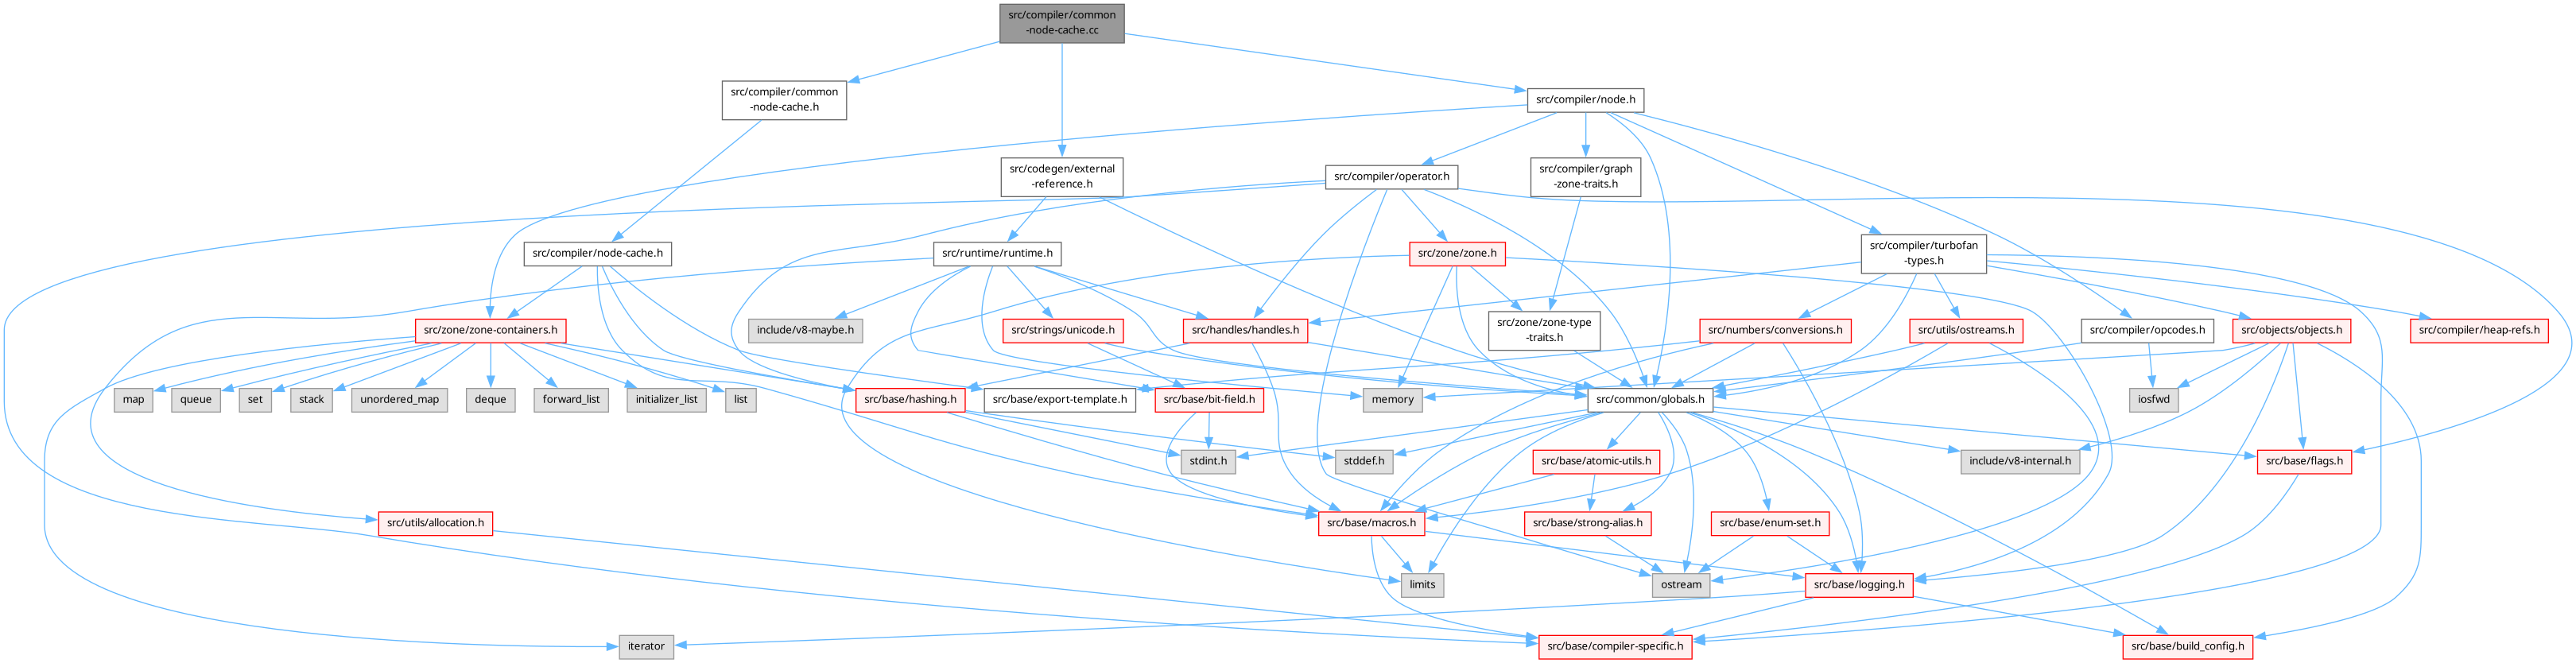 src/compiler/common
-node-cache.cc
src/compiler/common
-node-cache.h
src/compiler/node.h
src/codegen/external
-reference.h
src/compiler/operator.h
src/compiler/graph
-zone-traits.h
src/compiler/node-cache.h
src/runtime/runtime.h
src/zone/zone.h
src/compiler/turbofan
-types.h
src/zone/zone-containers.h
include/v8-maybe.h
src/strings/unicode.h
src/handles/handles.h
src/zone/zone-type
-traits.h
src/numbers/conversions.h
src/utils/ostreams.h
src/compiler/opcodes.h
src/objects/objects.h
src/compiler/heap-refs.h
map
queue
set
stack
unordered_map
deque
forward_list
initializer_list
list
src/base/hashing.h
src/base/export-template.h
src/base/bit-field.h
memory
src/common/globals.h
iosfwd
stdint.h
stddef.h
src/base/atomic-utils.h
include/v8-internal.h
src/base/flags.h
src/utils/allocation.h
src/base/macros.h
src/base/strong-alias.h
src/base/enum-set.h
limits
ostream
src/base/logging.h
iterator
src/base/compiler-specific.h
src/base/build_config.h